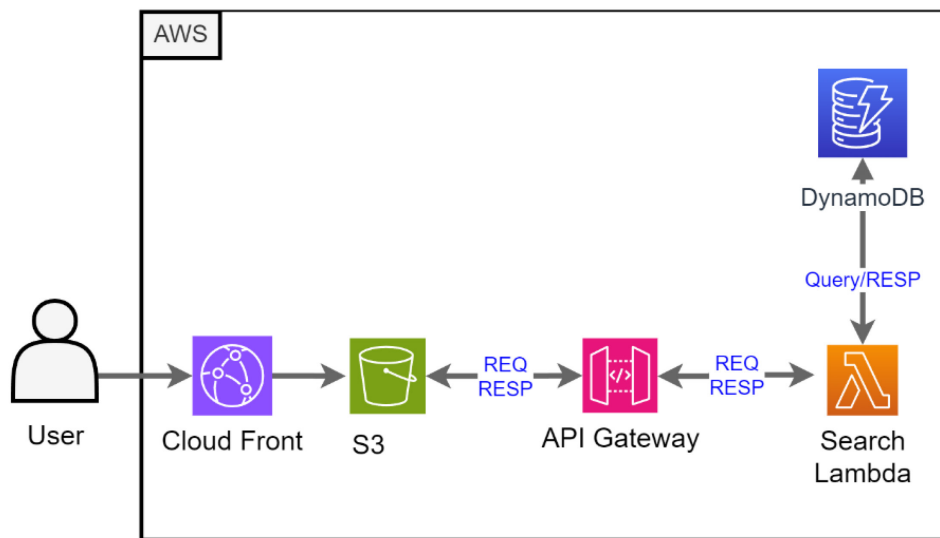 AWS
DynamoDB
Query/RESP
REQ
RESP
REQ
RESP
User
Cloud Front
S3
API Gateway
Search
Lambda